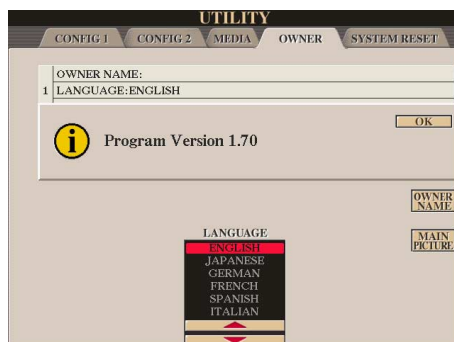 UTILITY
CONFIG 1 CONFIG 2 MEDIA OWNER SYSTEM RESET
OWNER NAME:
1 LANGUAGE:ENGLISH
OK
i Program Version 1.70
OWNER
NAME
LANGUAGE
MAIN
PICTURE
ENGLISH
JAPANESE
GERMAN
FRENCH
SPANISH
ITALIAN